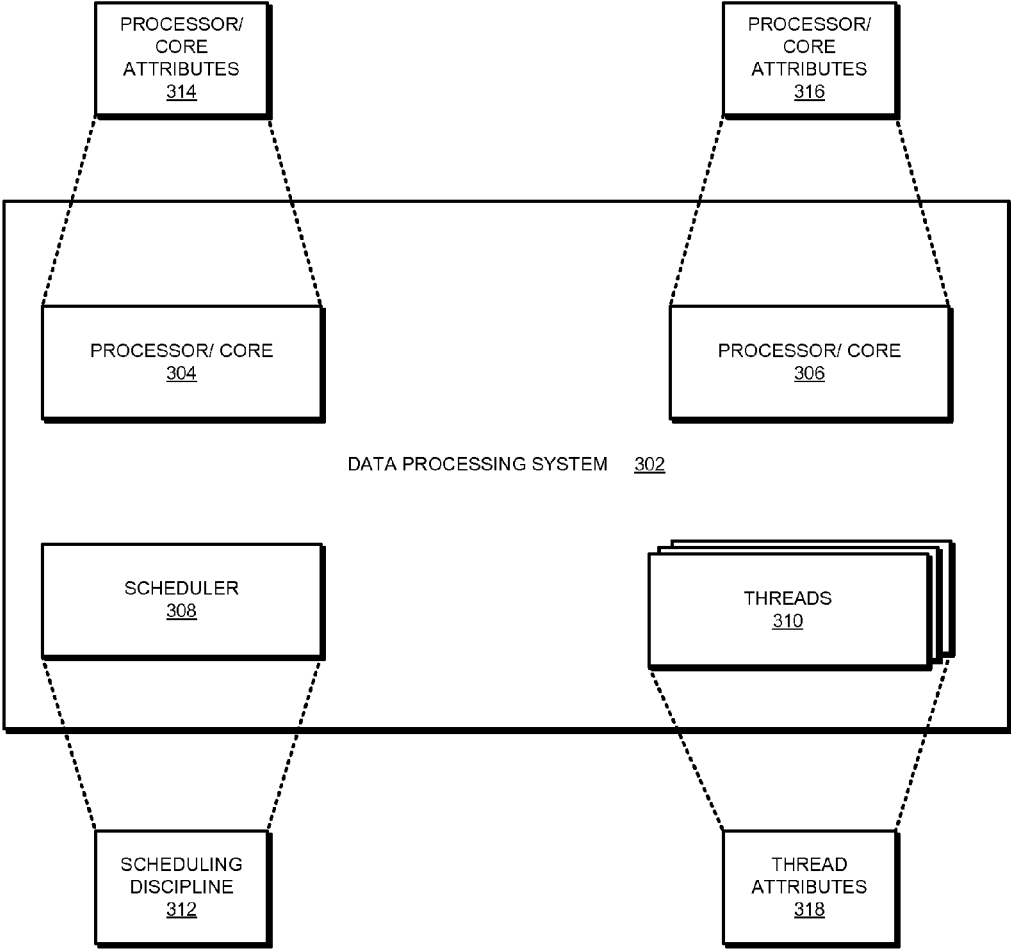 PROCESSOR/
CORE
ATTRIBUTES
314
PROCESSOR/
CORE
ATTRIBUTES
316
PROCESSOR/ CORE
304
PROCESSOR/ CORE
306
DATA PROCESSING SYSTEM 302
SCHEDULER
308
THREADS
310
SCHEDULING
DISCIPLINE
312
THREAD
ATTRIBUTES
318